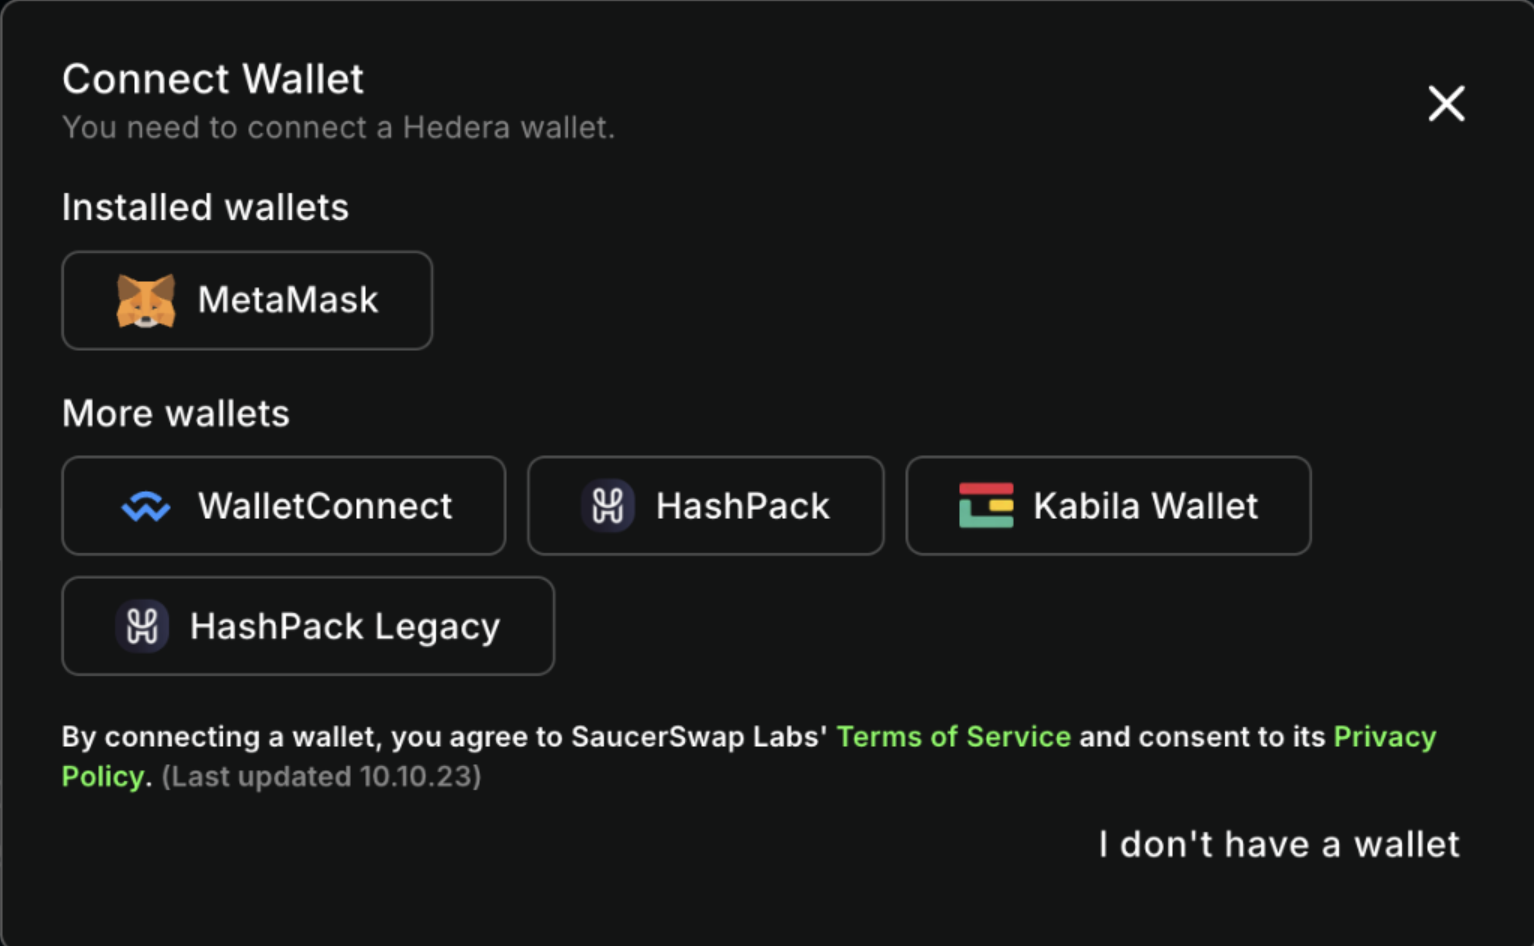 Connect Wallet
You need to connect a Hedera wallet.
Installed wallets
MetaMask
More wallets
WalletConnect
HashPack
Kabila Wallet
HashPack Legacy
By connecting a wallet, you agree to SaucerSwap Labs' Terms of Service and consent to its Privacy
Policy. (Last updated 10.10.23)
I don't have a wallet